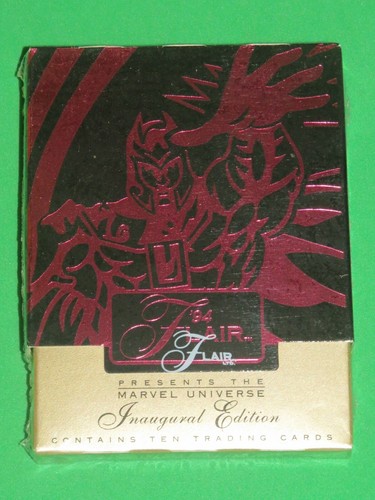 '94
FLAIR
FLAIR
PRESENTS THE
MARVEL UNIVERSE
Inaugural Edition
CONTAINS TEN TRADING CARDS